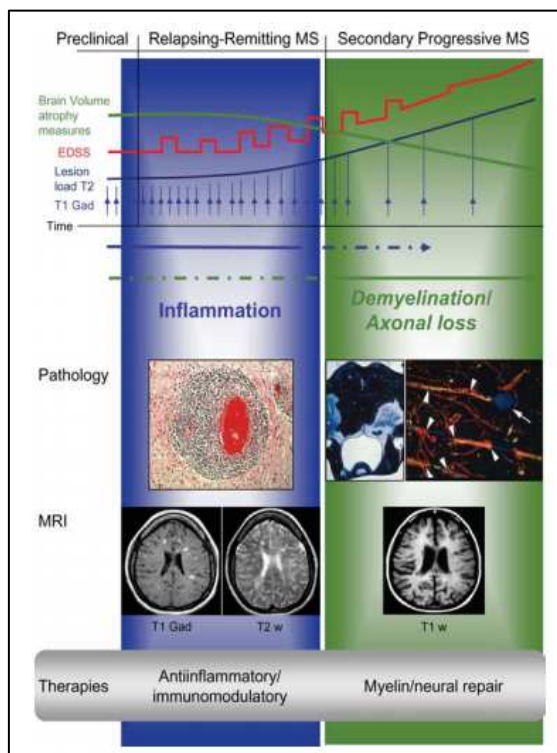 Preclinical
Relapsing-Remitting MS
Secondary Progressive MS
Brain Volume
atrophy
measures
EDSS
Lesion
load T2
T1 Gad
Time
Inflammation
Demyelination/
Axonal loss
Pathology
MRI
T1 Gad
T2 w
T1 w
Therapies
Antiinflammatory/
immunomodulatory
Myelin/neural repair